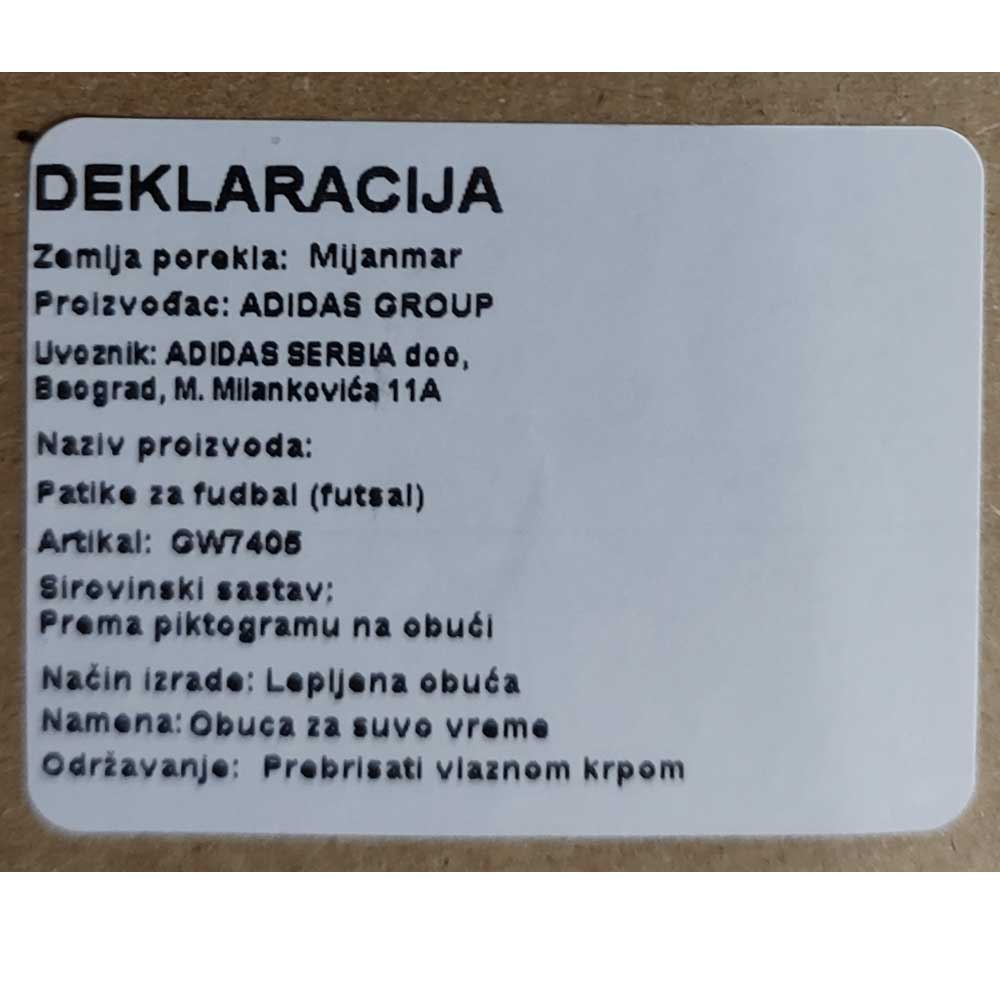 DEKLARACIJA
Zemlja porekla: Mijanmar
Proizvođac: ADIDAS GROUP
Uvoznik: ADIDAS SERBIA doo,
Beograd, M. Milankovića 11A
Naziv proizvoda:
Patike za fudbal (futsal)
Artikal: GW7405
Sirovinski sastav:
Prema piktogramu na obući
Način izrade: Lepljena obuća
Namena: Obuca za suvo vreme
Održavanje: Prebrisati vlaznom krpom